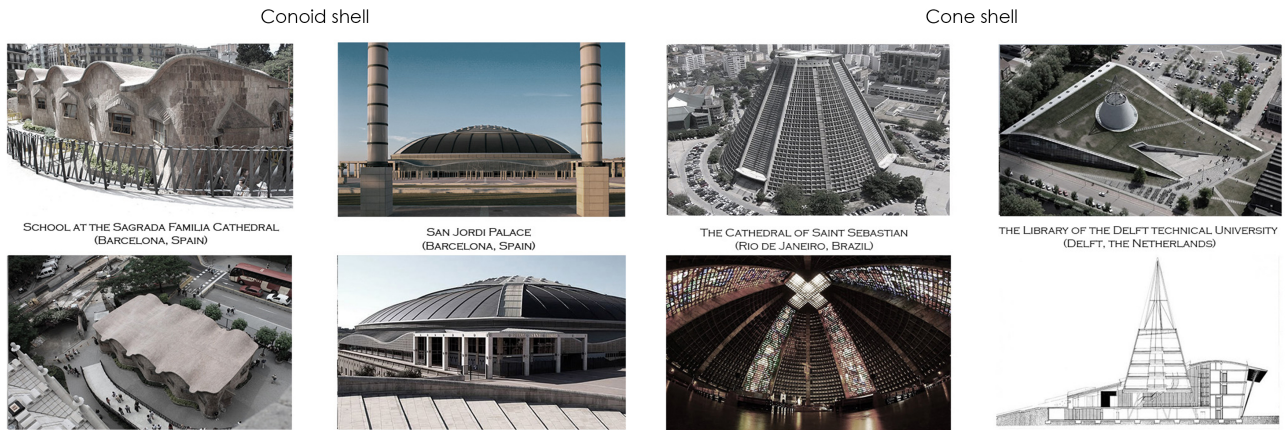 Conoid shell
Cone shell
School at the Sagrada Familia Cathedral
(Barcelona, Spain)
San Jordi Palace
(Barcelona, Spain)
The Cathedral of Saint Sebastian
(Rio de Janeiro, Brazil)
the Library of the Delft technical University
(Delft, the Netherlands)